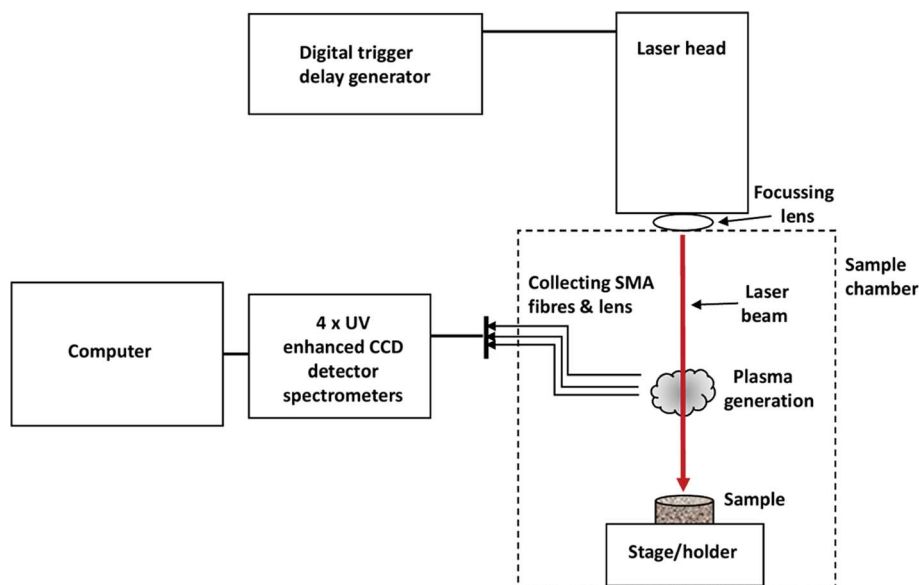 Digital trigger
delay generator
Laser head
Focussing
lens
Sample
chamber
Collecting SMA
fibres & lens
Laser
beam
Computer
4 x UV
enhanced CCD
detector
spectrometers
Plasma
generation
Sample
Stage/holder